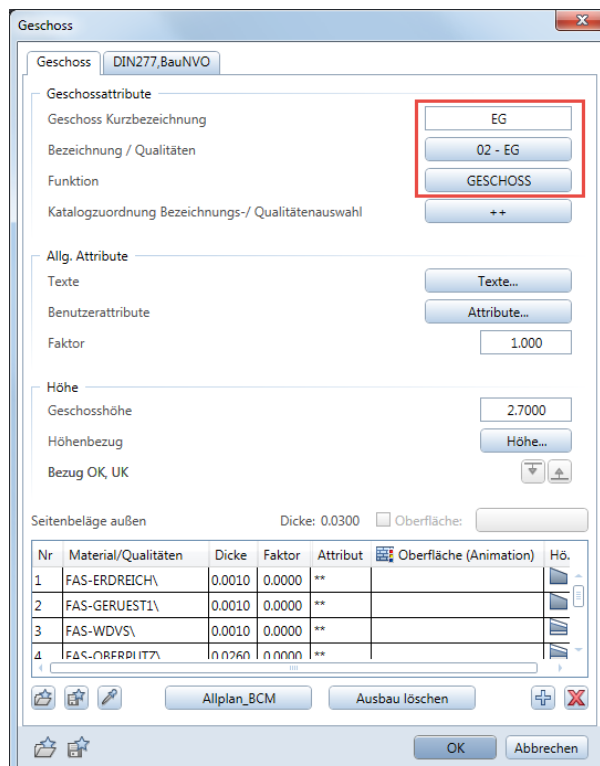 Geschoss
Geschoss DIN277,BauNVO
Geschossattribute
Geschoss Kurzbezeichnung EG
Bezeichnung / Qualitäten 02 - EG
Funktion GESCHOSS
Katalogzuordnung Bezeichnungs-/ Qualitätenauswahl ++
Allg. Attribute
Texte Texte...
Benutzerattribute Attribute...
Faktor 1.000
Höhe
Geschosshöhe 2.7000
Höhenbezug Höhe...
Bezug OK, UK
Seitenbeläge außen Dicke: 0.0300 Oberfläche:
Nr Material/Qualitäten Dicke Faktor Attribut Oberfläche (Animation) Hö.
1 FAS-ERDREICH\ 0.0010 0.0000 **
2 FAS-GERUEST1\ 0.0010 0.0000 **
3 FAS-WDVS\ 0.0010 0.0000 **
4 FAS-OBERPUTZ\ 0.0260 0.0000 **
Allplan_BCM Ausbau löschen
OK Abbrechen